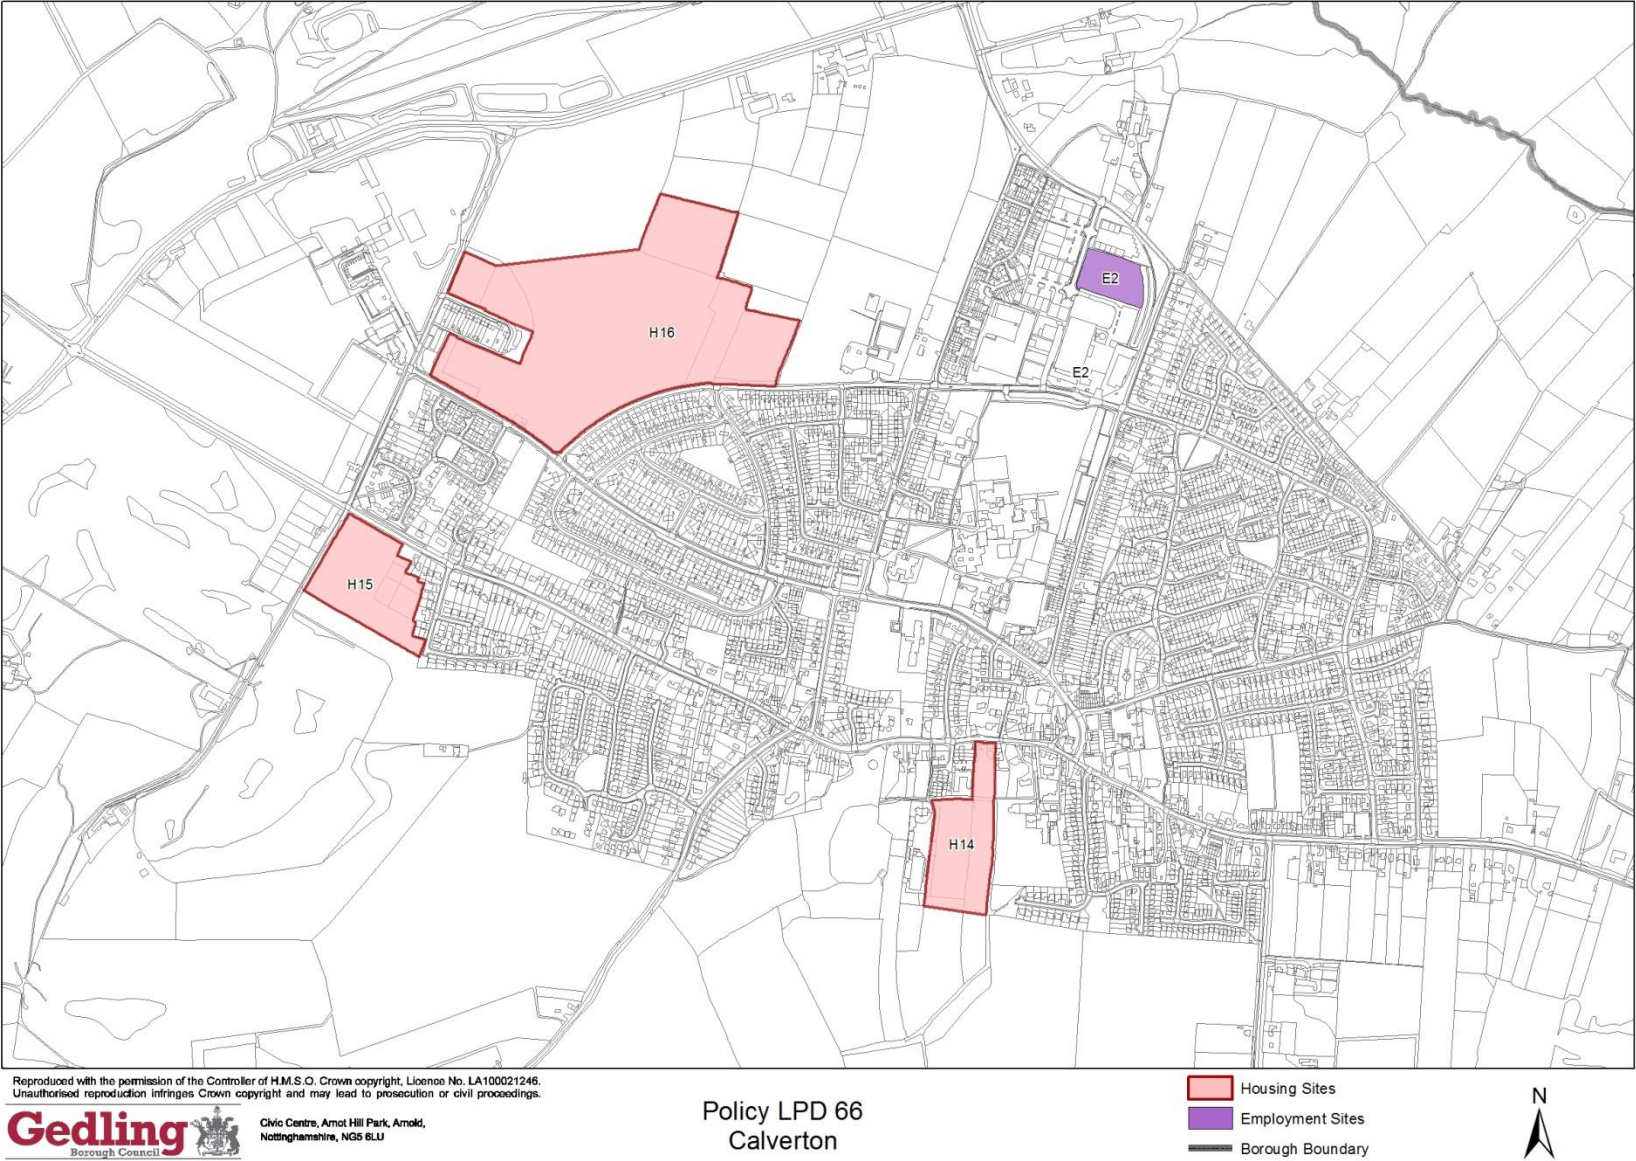 E2
H16
E2
H15
H14
Reproduced with the permission of the Controller of H.M.S.O. Crown copyright, Licence No. LA100021246.
Unauthorised reproduction infringes Crown copyright and may lead to prosecution or civil proceedings.
Gedling
Borough Council
Civic Centre, Arnot Hill Park, Arnold,
Nottinghamshire, NG5 6LU
Policy LPD 66
Calverton
Housing Sites
Employment Sites
Borough Boundary
N